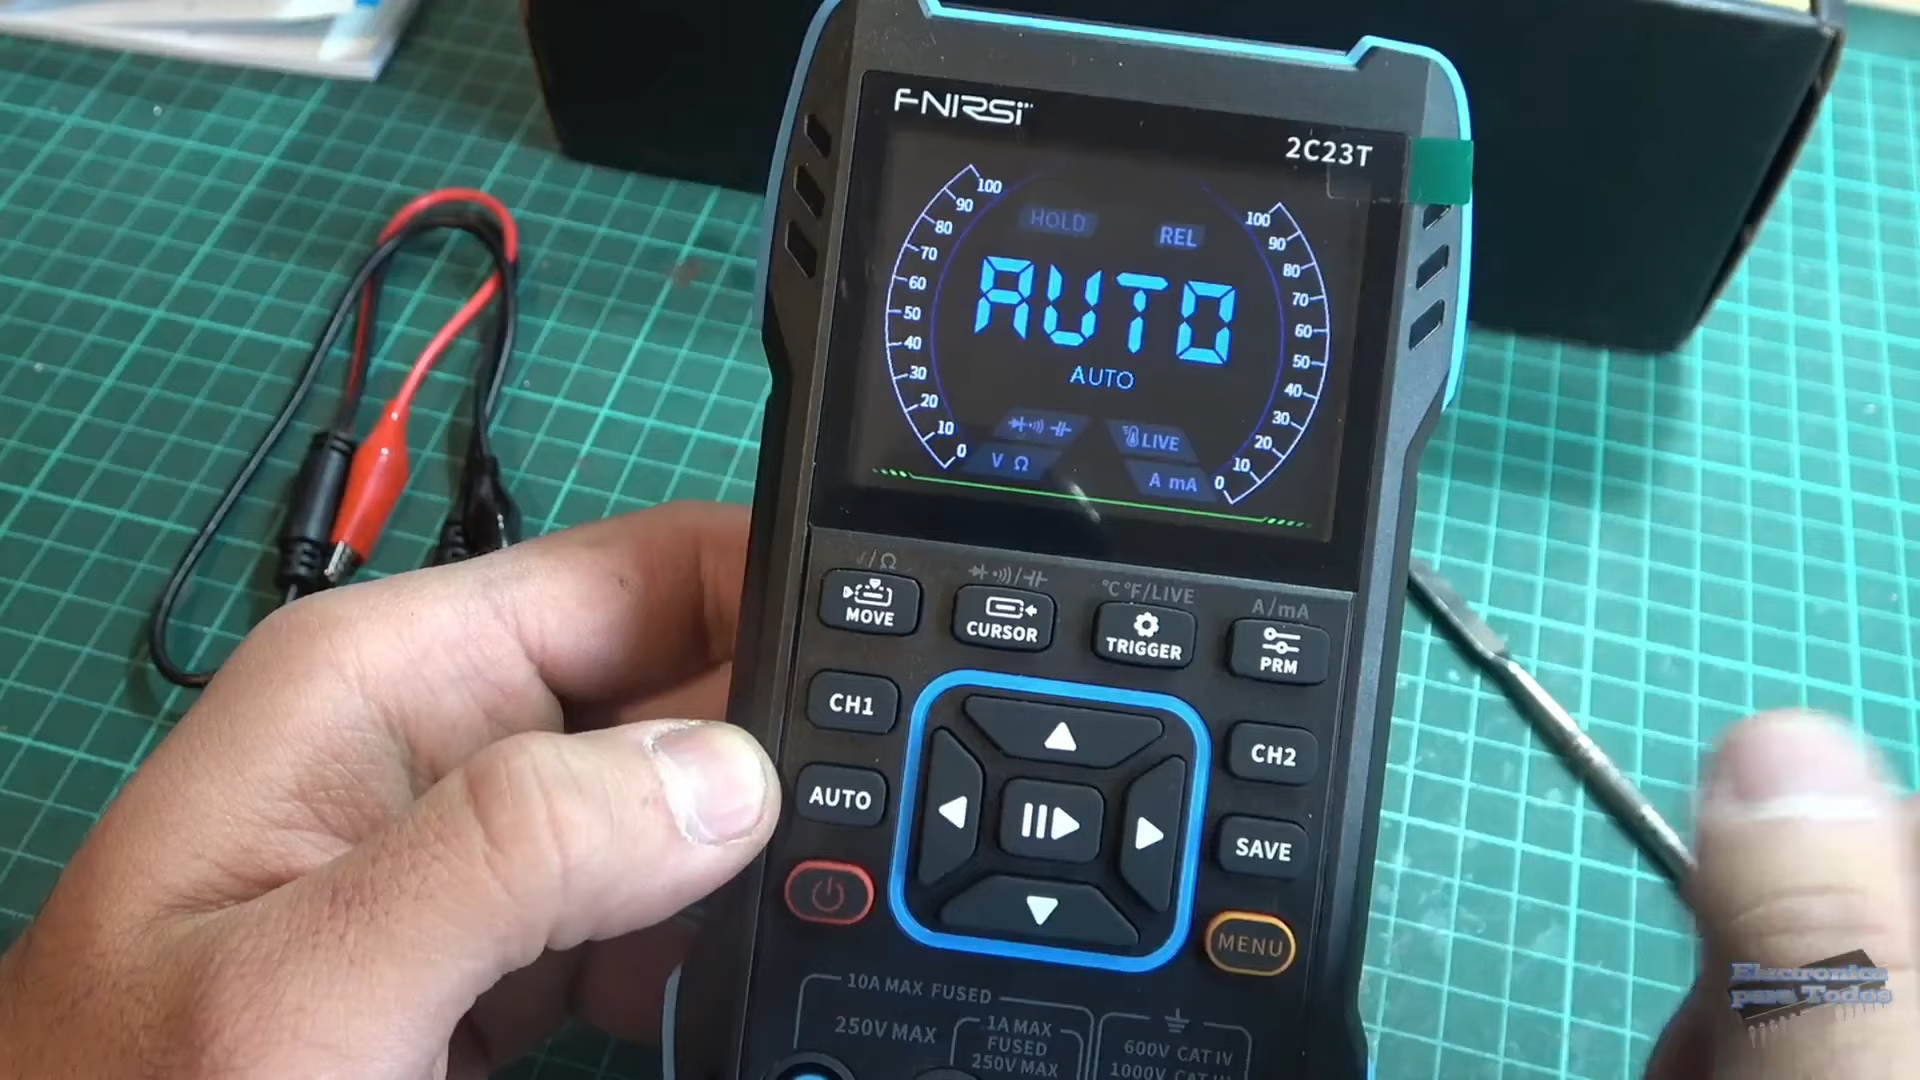 FNIRSI
2C23T
HOLD
REL
AUTO
AUTO
100
90
80
70
60
50
40
30
20
10
0
100
90
80
70
60
50
40
30
20
10
0
V Ω
LIVE
A mA
√/Ω
°C °F/LIVE
A/mA
MOVE
CURSOR
TRIGGER
PRM
CH1
CH2
AUTO
SAVE
MENU
10A MAX FUSED
250V MAX
1A MAX
FUSED
250V MAX
600V CAT IV
1000V CAT
Electronica
para Todos